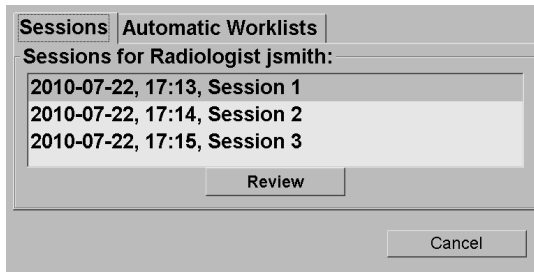 Sessions Automatic Worklists
Sessions for Radiologist jsmith:
2010-07-22, 17:13, Session 1
2010-07-22, 17:14, Session 2
2010-07-22, 17:15, Session 3
Review
Cancel